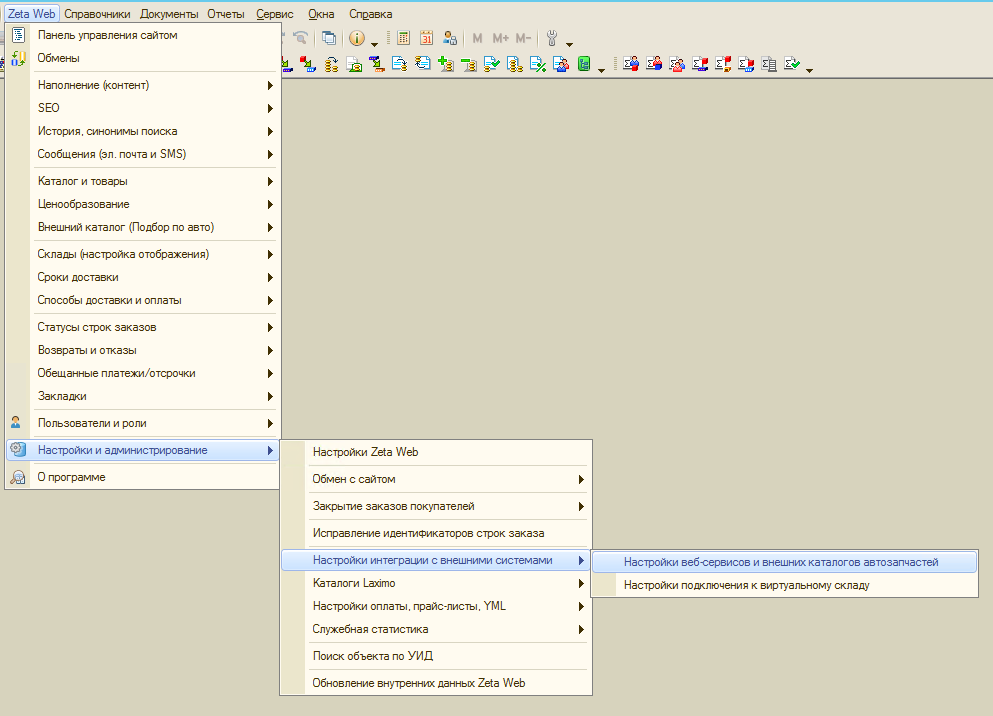 Zeta Web Справочники Документы Отчеты Сервис Окна Справка
31 M M+ M-
Панель управления сайтом
Обмены
Наполнение (контент)
SEO
История, синонимы поиска
Сообщения (эл. почта и SMS)
Каталог и товары
Ценообразование
Внешний каталог (Подбор по авто)
Склады (настройка отображения)
Сроки доставки
Способы доставки и оплаты
Статусы строк заказов
Возвраты и отказы
Обещанные платежи/отсрочки
Закладки
Пользователи и роли
Настройки и администрирование
О программе
Настройки Zeta Web
Обмен с сайтом
Закрытие заказов покупателей
Исправление идентификаторов строк заказа
Настройки интеграции с внешними системами
Каталоги Laximo
Настройки оплаты, прайс-листы, YML
Служебная статистика
Поиск объекта по УИД
Обновление внутренних данных Zeta Web
Настройки веб-сервисов и внешних каталогов автозапчастей
Настройки подключения к виртуальному складу